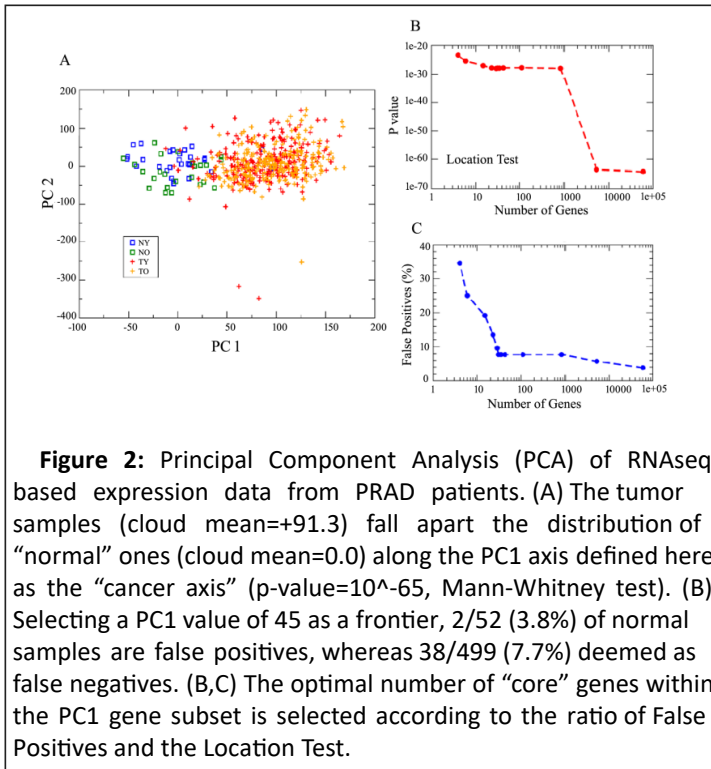 A
200
100
0
-100
-200
-300
-400
PC 2
NY
NO
TY
TO
-100
-50
0
50
100
150
200
PC 1
B
1e-20
1e-30
1e-40
1e-50
1e-60
1e-70
P value
Location Test
1
10
100
1000
10000
1e+05
Number of Genes
C
40
30
20
10
0
False Positives (%)
1
10
100
1000
10000
1e+05
Number of Genes
Figure 2: Principal Component Analysis (PCA) of RNAseq
based expression data from PRAD patients. (A) The tumor
samples (cloud mean=+91.3) fall apart the distribution of
“normal” ones (cloud mean=0.0) along the PC1 axis defined here
as the “cancer axis” (p-value=10^-65, Mann-Whitney test). (B)
Selecting a PC1 value of 45 as a frontier, 2/52 (3.8%) of normal
samples are false positives, whereas 38/499 (7.7%) deemed as
false negatives. (B,C) The optimal number of “core” genes within
the PC1 gene subset is selected according to the ratio of False
Positives and the Location Test.